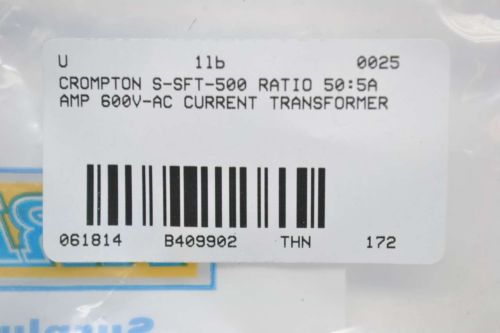 U 1lb 0025
CROMPTON S-SFT-500 RATIO 50:5A
AMP 600V-AC CURRENT TRANSFORMER
061814 B409902 THN 172